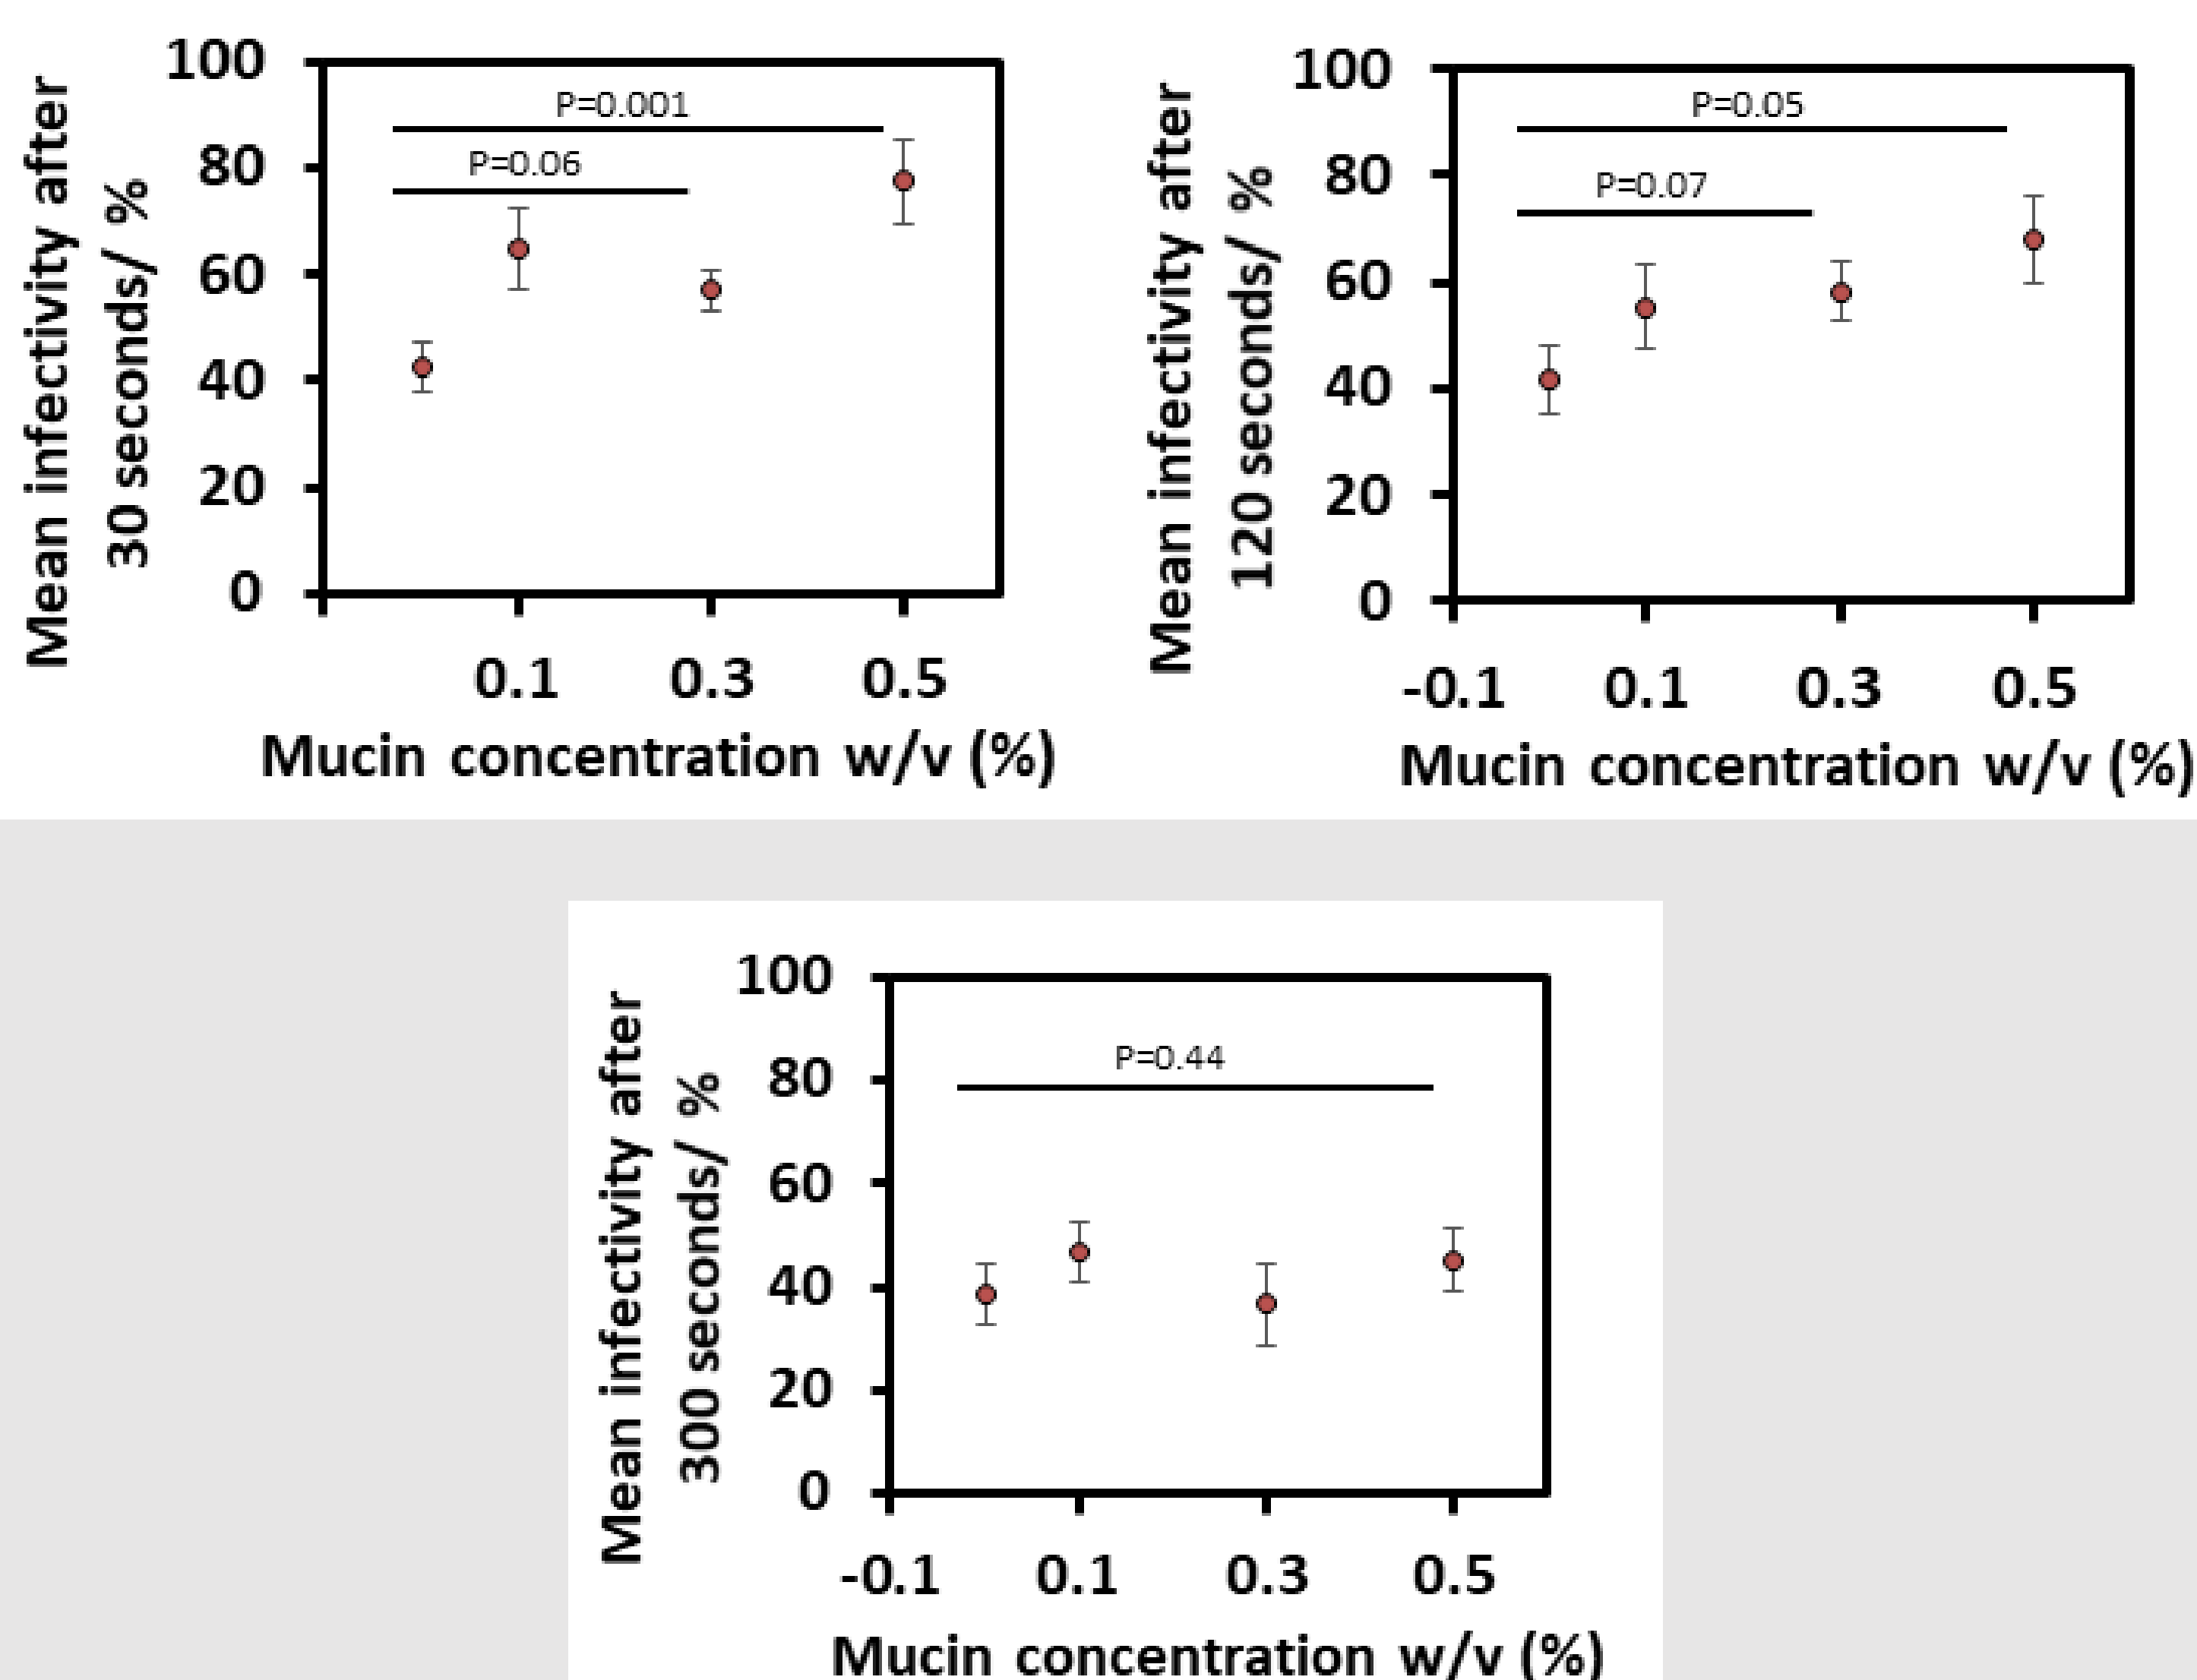 Mean infectivity after
30 seconds/ %
100
80
60
40
20
0
P=0.001
P=0.06
0.1 0.3 0.5
Mucin concentration w/v (%)
Mean infectivity after
120 seconds/ %
100
80
60
40
20
0
P=0.05
P=0.07
-0.1 0.1 0.3 0.5
Mucin concentration w/v (%)
Mean infectivity after
300 seconds/ %
100
80
60
40
20
0
P=0.44
-0.1 0.1 0.3 0.5
Mucin concentration w/v (%)